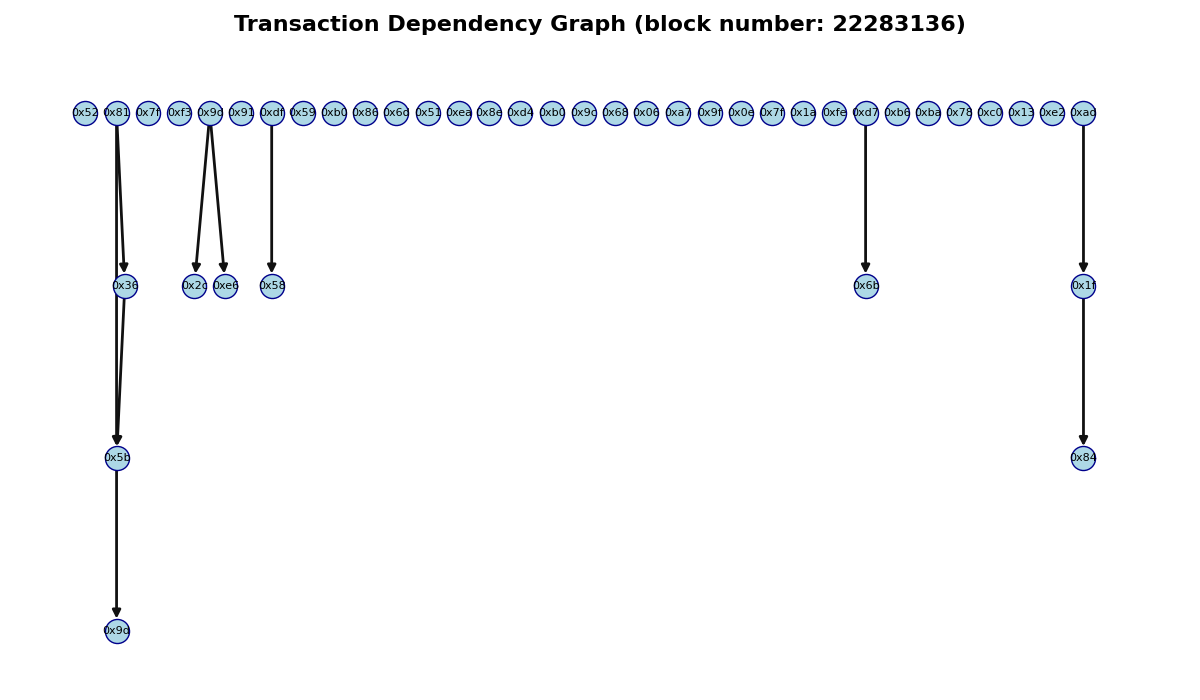 Transaction Dependency Graph (block number: 22283136)
0x52 0x81 0x7f 0xf3 0x9d 0x91 0xdf 0x59 0xb0 0x86 0x6d 0x51 0xea 0x8e 0xd4 0xb0 0x9c 0x68 0x06 0xa7 0x9f 0x0e 0x7f 0x1a 0xfe 0xd7 0xb6 0xba 0x78 0xc0 0x13 0xe2 0xad
0x36 0x2c 0xe6 0x58 0x6b 0x1f
0x5b 0x84
0x9d